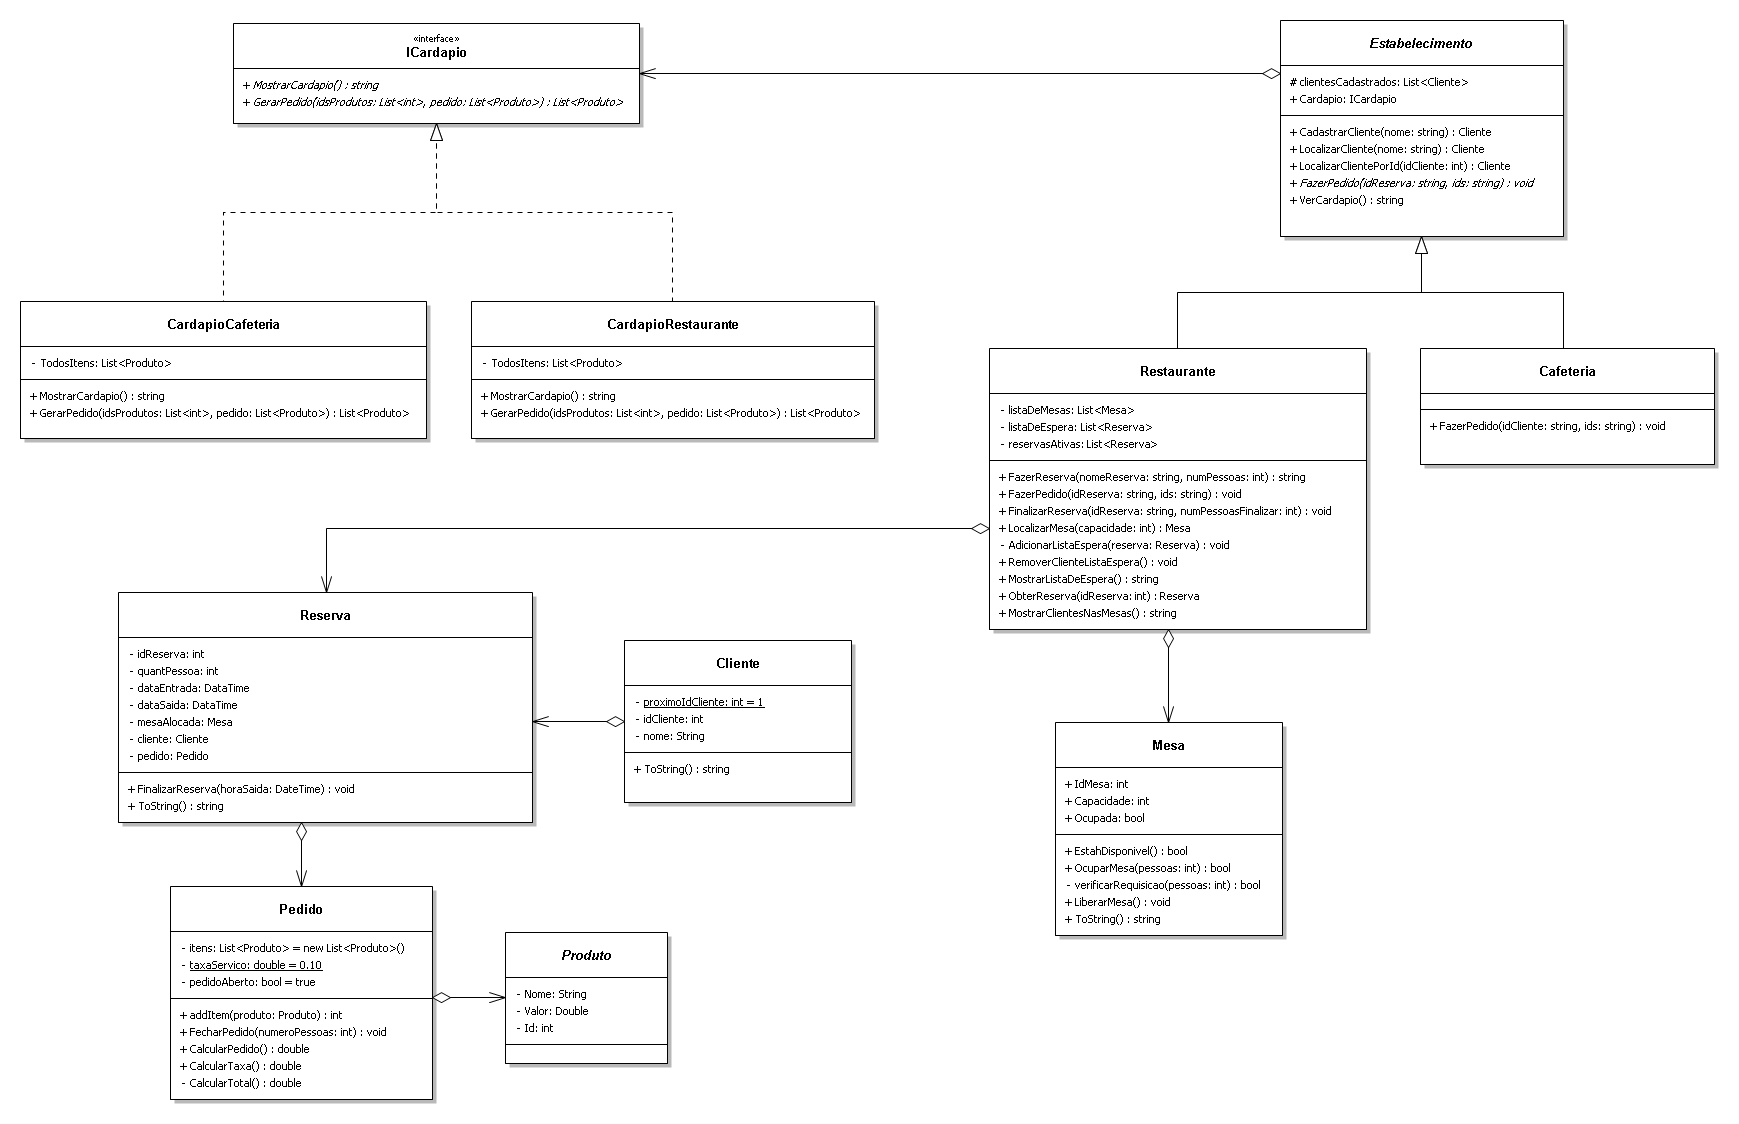 «interface»
ICardapio
+ MostrarCardapio() : string
+ GerarPedido(idsProdutos: List<int>, pedido: List<Produto>) : List<Produto>
Estabelecimento
# clientesCadastrados: List<Cliente>
+ Cardapio: ICardapio
+ CadastrarCliente(nome: string) : Cliente
+ LocalizarCliente(nome: string) : Cliente
+ LocalizarClientePorId(idCliente: int) : Cliente
+ FazerPedido(idReserva: string, ids: string) : void
+ VerCardapio() : string
CardapioCafeteria
- TodosItens: List<Produto>
+ MostrarCardapio() : string
+ GerarPedido(idsProdutos: List<int>, pedido: List<Produto>) : List<Produto>
CardapioRestaurante
- TodosItens: List<Produto>
+ MostrarCardapio() : string
+ GerarPedido(idsProdutos: List<int>, pedido: List<Produto>) : List<Produto>
Restaurante
- listaDeMesas: List<Mesa>
- listaDeEspera: List<Reserva>
- reservasAtivas: List<Reserva>
+ FazerReserva(nomeReserva: string, numPessoas: int) : string
+ FazerPedido(idReserva: string, ids: string) : void
+ FinalizarReserva(idReserva: string, numPessoasFinalizar: int) : void
+ LocalizarMesa(capacidade: int) : Mesa
- AdicionarListaEspera(reserva: Reserva) : void
+ RemoverClienteListaEspera() : void
+ MostrarListaDeEspera() : string
+ ObterReserva(idReserva: int) : Reserva
+ MostrarClientesNasMesas() : string
Cafeteria
+ FazerPedido(idCliente: string, ids: string) : void
Reserva
- idReserva: int
- quantPessoa: int
- dataEntrada: DataTime
- dataSaida: DataTime
- mesaAlocada: Mesa
- cliente: Cliente
- pedido: Pedido
+ FinalizarReserva(horaSaida: DateTime) : void
+ ToString() : string
Cliente
- proximoIdCliente: int = 1
- idCliente: int
- nome: String
+ ToString() : string
Mesa
+ IdMesa: int
+ Capacidade: int
+ Ocupada: bool
+ EstahDisponivel() : bool
+ OcuparMesa(pessoas: int) : bool
- verificarRequisicao(pessoas: int) : bool
+ LiberarMesa() : void
+ ToString() : string
Pedido
- itens: List<Produto> = new List<Produto>()
- taxaServico: double = 0.10
- pedidoAberto: bool = true
+ addItem(produto: Produto) : int
+ FecharPedido(numeroPessoas: int) : void
+ CalcularPedido() : double
+ CalcularTaxa() : double
- CalcularTotal() : double
Produto
- Nome: String
- Valor: Double
- Id: int